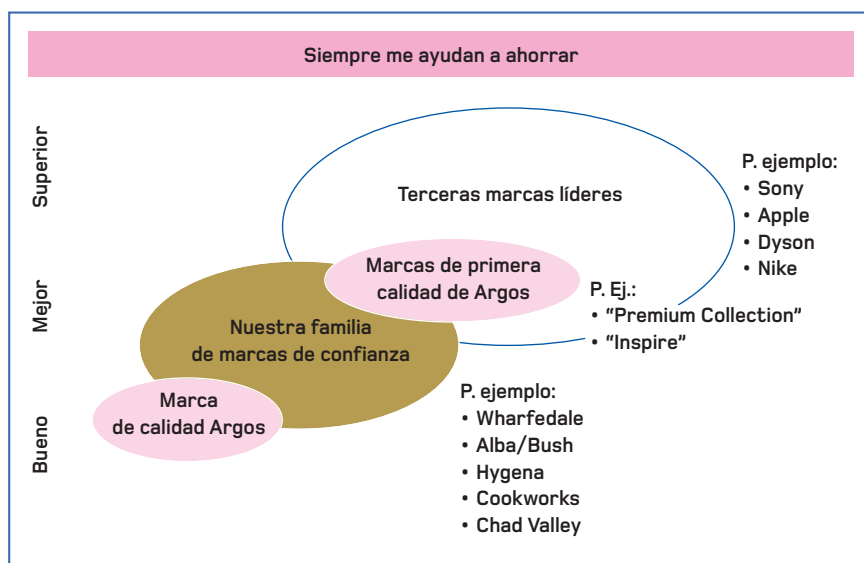 Siempre me ayudan a ahorrar
Superior
Mejor
Bueno
Terceras marcas líderes
P. ejemplo:
• Sony
• Apple
• Dyson
• Nike
Marcas de primera
calidad de Argos
P. Ej.:
• “Premium Collection”
• “Inspire”
Nuestra familia
de marcas de confianza
Marca
de calidad Argos
P. ejemplo:
• Wharfedale
• Alba/Bush
• Hygena
• Cookworks
• Chad Valley